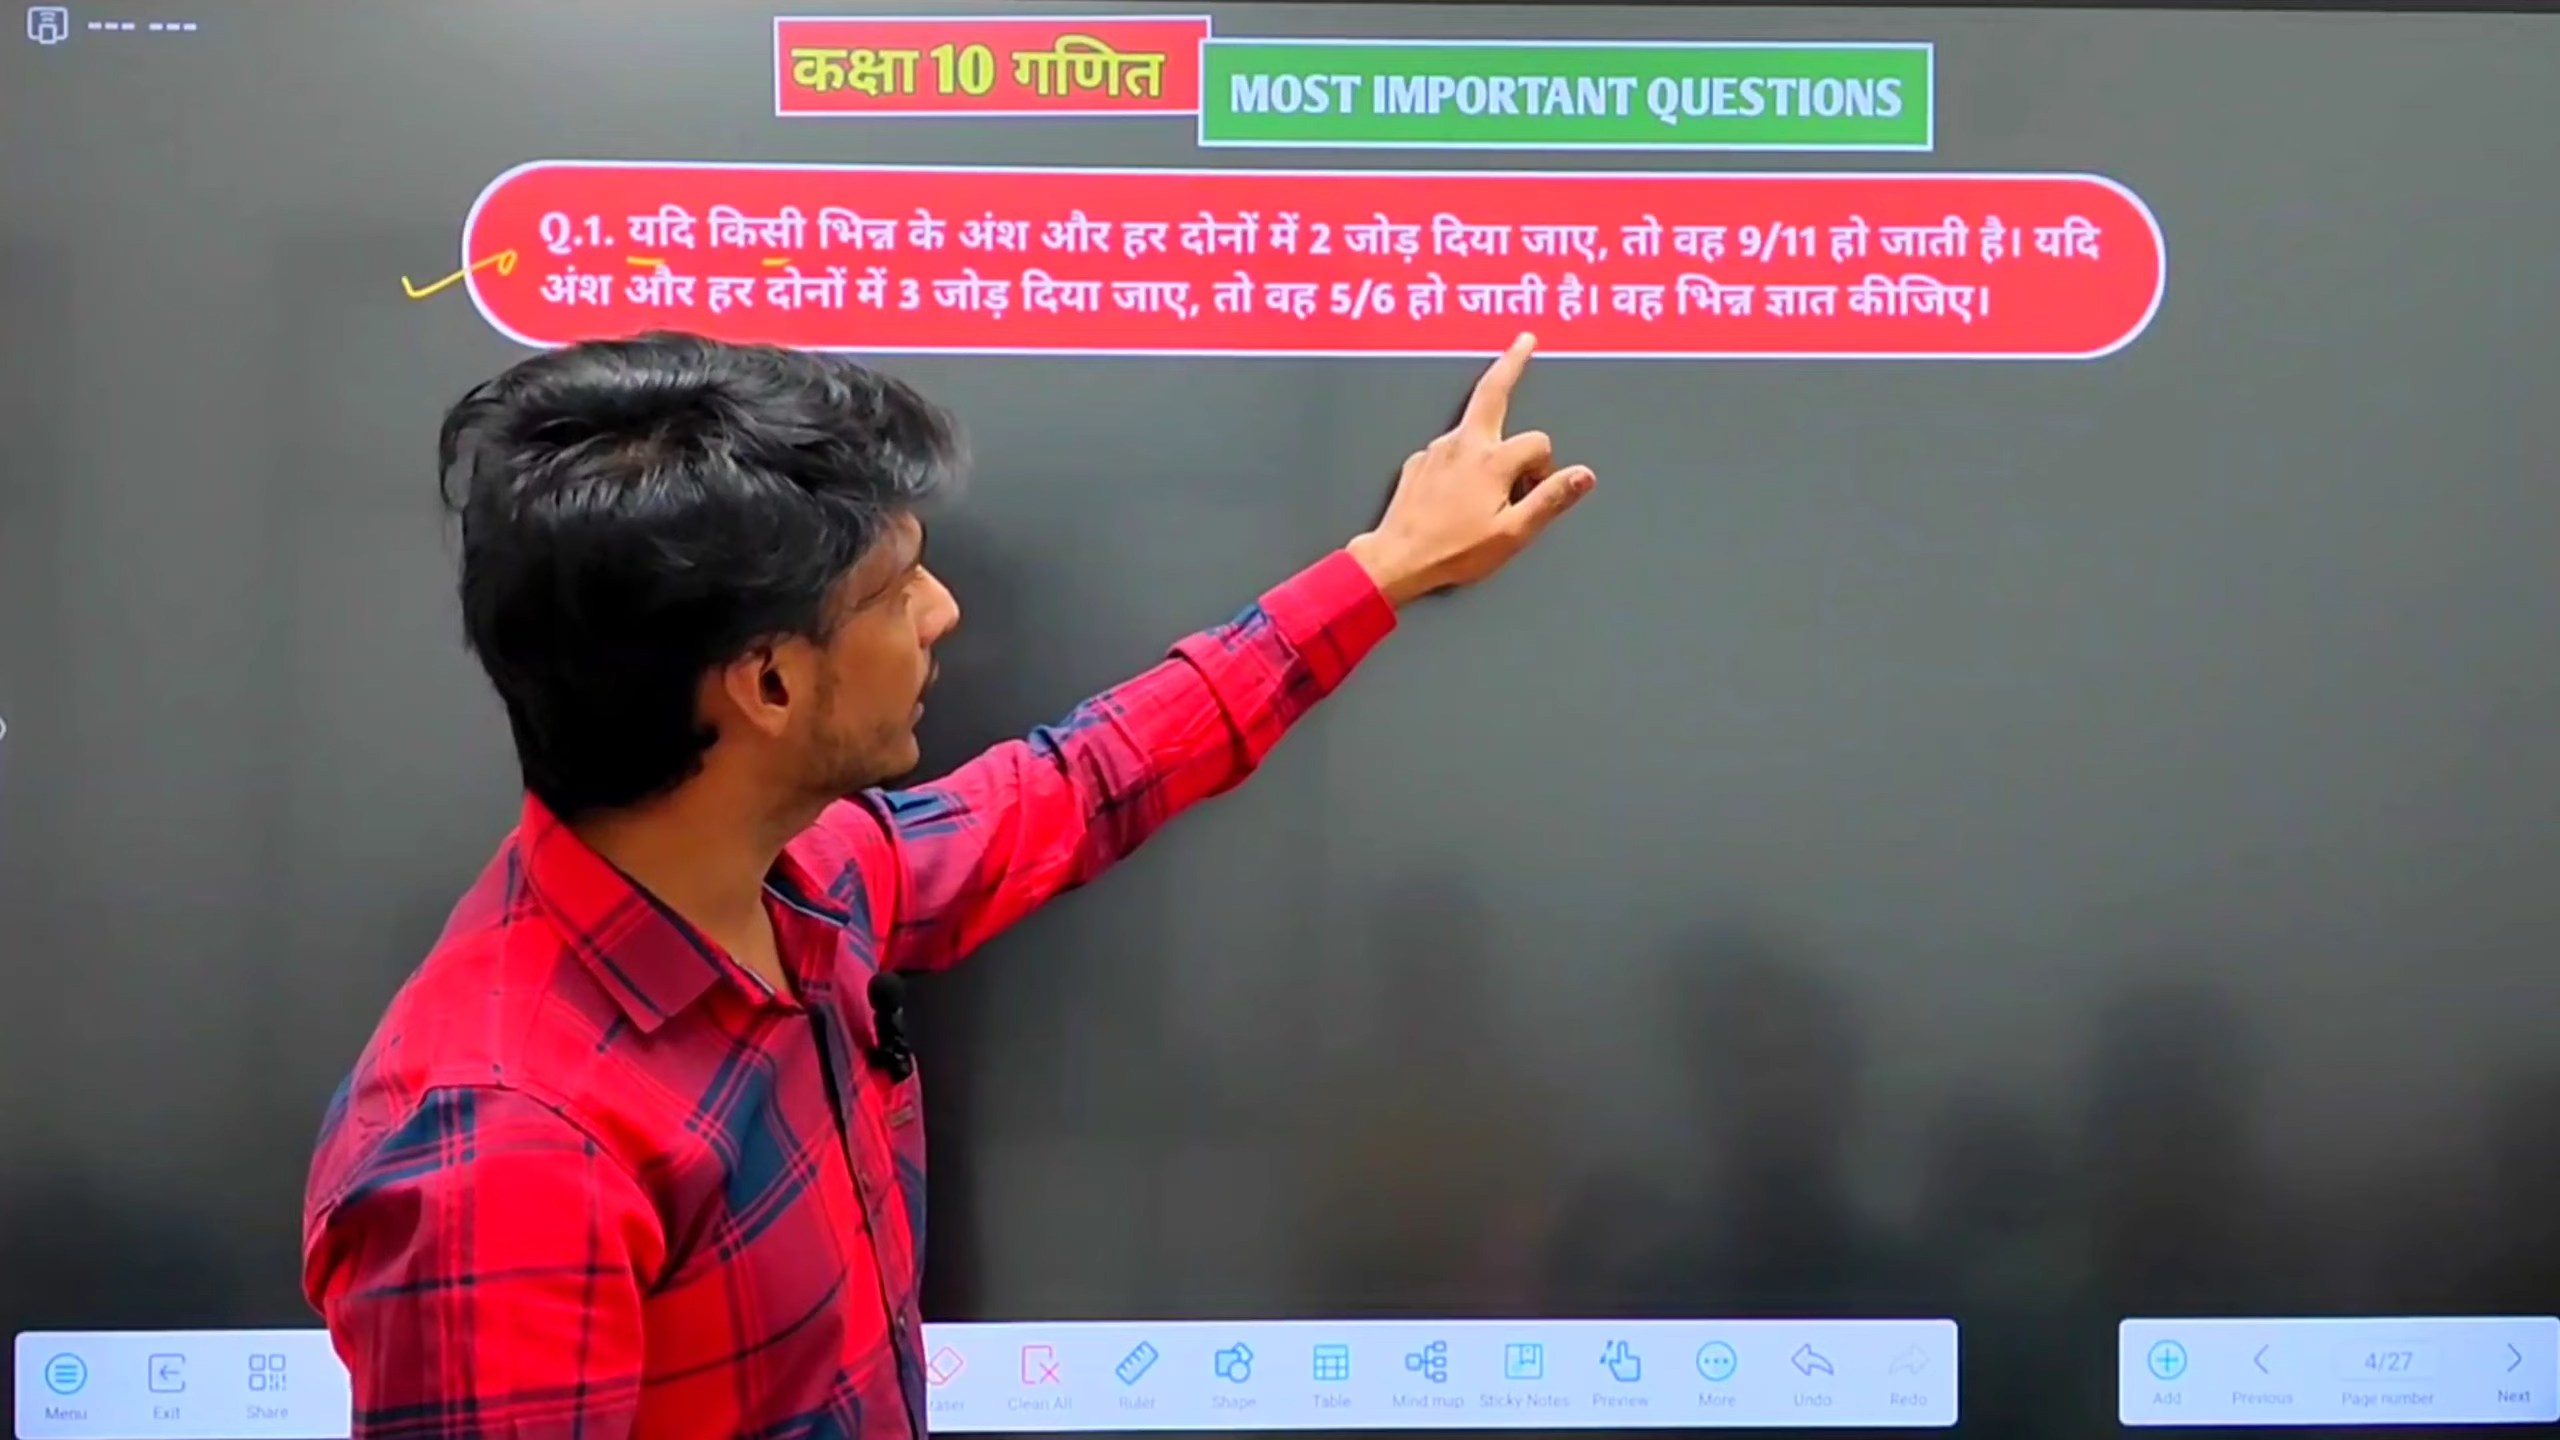 कक्षा 10 गणित
MOST IMPORTANT QUESTIONS
Q.1. यदि किसी भिन्न के अंश और हर दोनों में 2 जोड़ दिया जाए, तो वह 9/11 हो जाती है। यदि
अंश और हर दोनों में 3 जोड़ दिया जाए, तो वह 5/6 हो जाती है। वह भिन्न ज्ञात कीजिए।
Menu Exit Share Clean All Ruler Shape Table Mind map Sticky-Notes Preview More Undo Redo Add Previous Page number Next
4/27